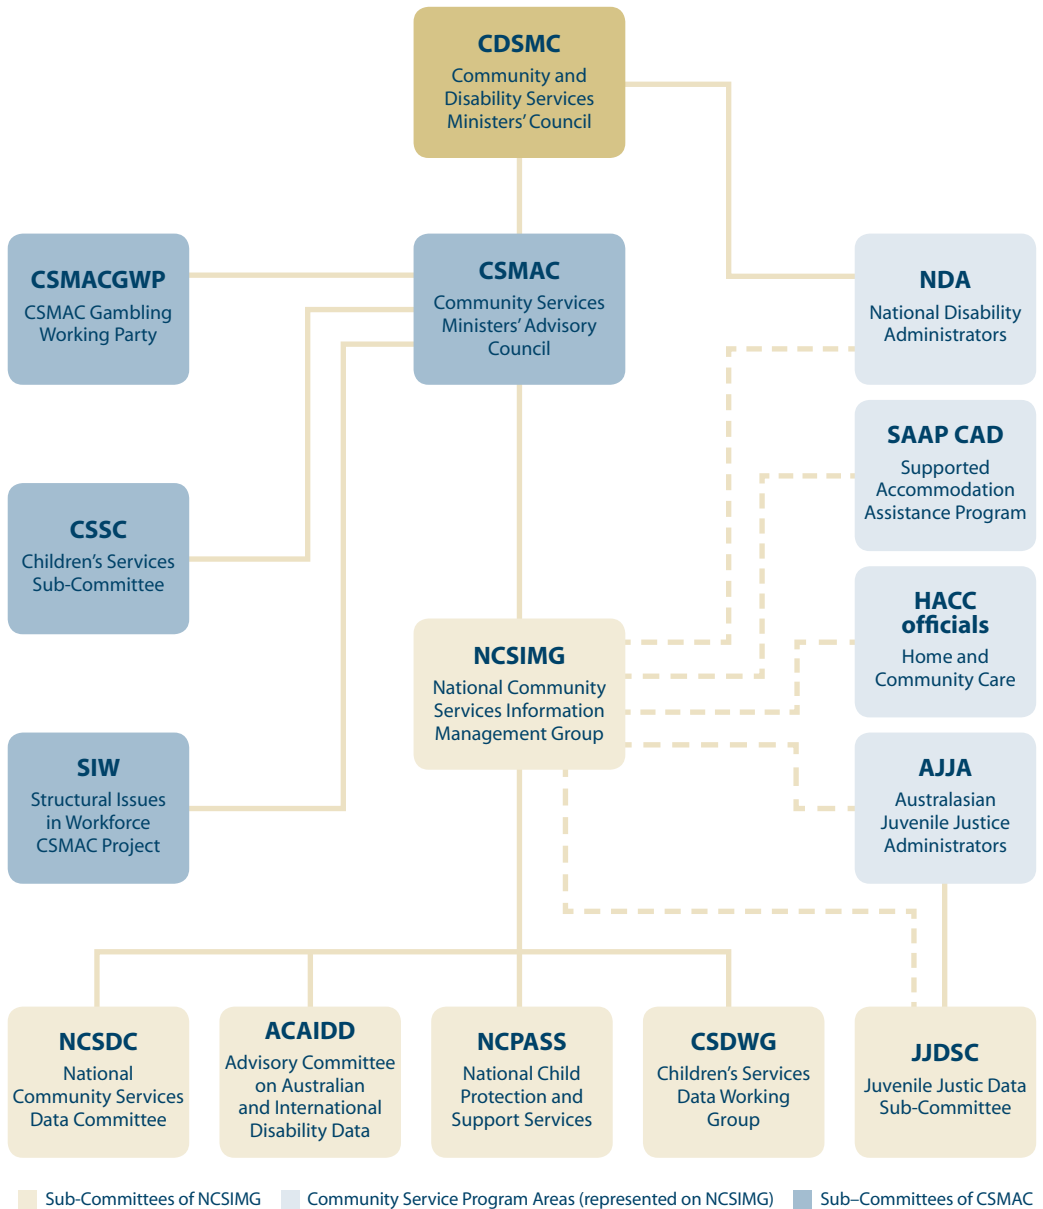 CDSMC
Community and
Disability Services
Ministers' Council
CSMACGWP
CSMAC Gambling
Working Party
CSMAC
Community Services
Ministers' Advisory
Council
NDA
National Disability
Administrators
SAAP CAD
Supported
Accommodation
Assistance Program
CSSC
Children's Services
Sub-Committee
HACC
officials
Home and
Community Care
NCSIMG
National Community
Services Information
Management Group
SIW
Structural Issues
in Workforce
CSMAC Project
AJJA
Australasian
Juvenile Justice
Administrators
NCSDC
National
Community Services
Data Committee
ACAIDD
Advisory Committee
on Australian
and International
Disability Data
NCPASS
National Child
Protection and
Support Services
CSDWG
Children's Services
Data Working
Group
JJDSC
Juvenile Justic Data
Sub-Committee
Sub-Committees of NCSIMG
Community Service Program Areas (represented on NCSIMG)
Sub–Committees of CSMAC